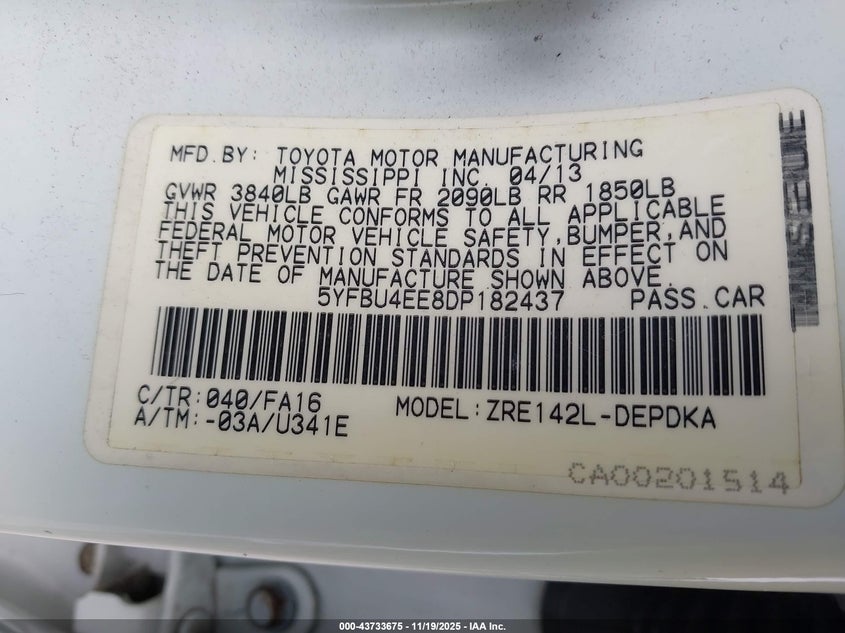 MFD.BY: TOYOTA MOTOR MANUFACTURING
MISSISSIPPI INC. 04/13
GVWR 3840LB GAWR FR 2090LB RR 1850LB
THIS VEHICLE CONFORMS TO ALL APPLICABLE
FEDERAL MOTOR VEHICLE SAFETY,BUMPER,AND
THEFT PREVENTION STANDARDS IN EFFECT ON
THE DATE OF MANUFACTURE SHOWN ABOVE.
5YFBU4EE8DP182437 PASS.CAR
C/TR:040/FA16
A/TM:-03A/U341E MODEL:ZRE142L-DEPDKA
CA00201514
000-43733675 | 11/19/2025 - IAA Inc.